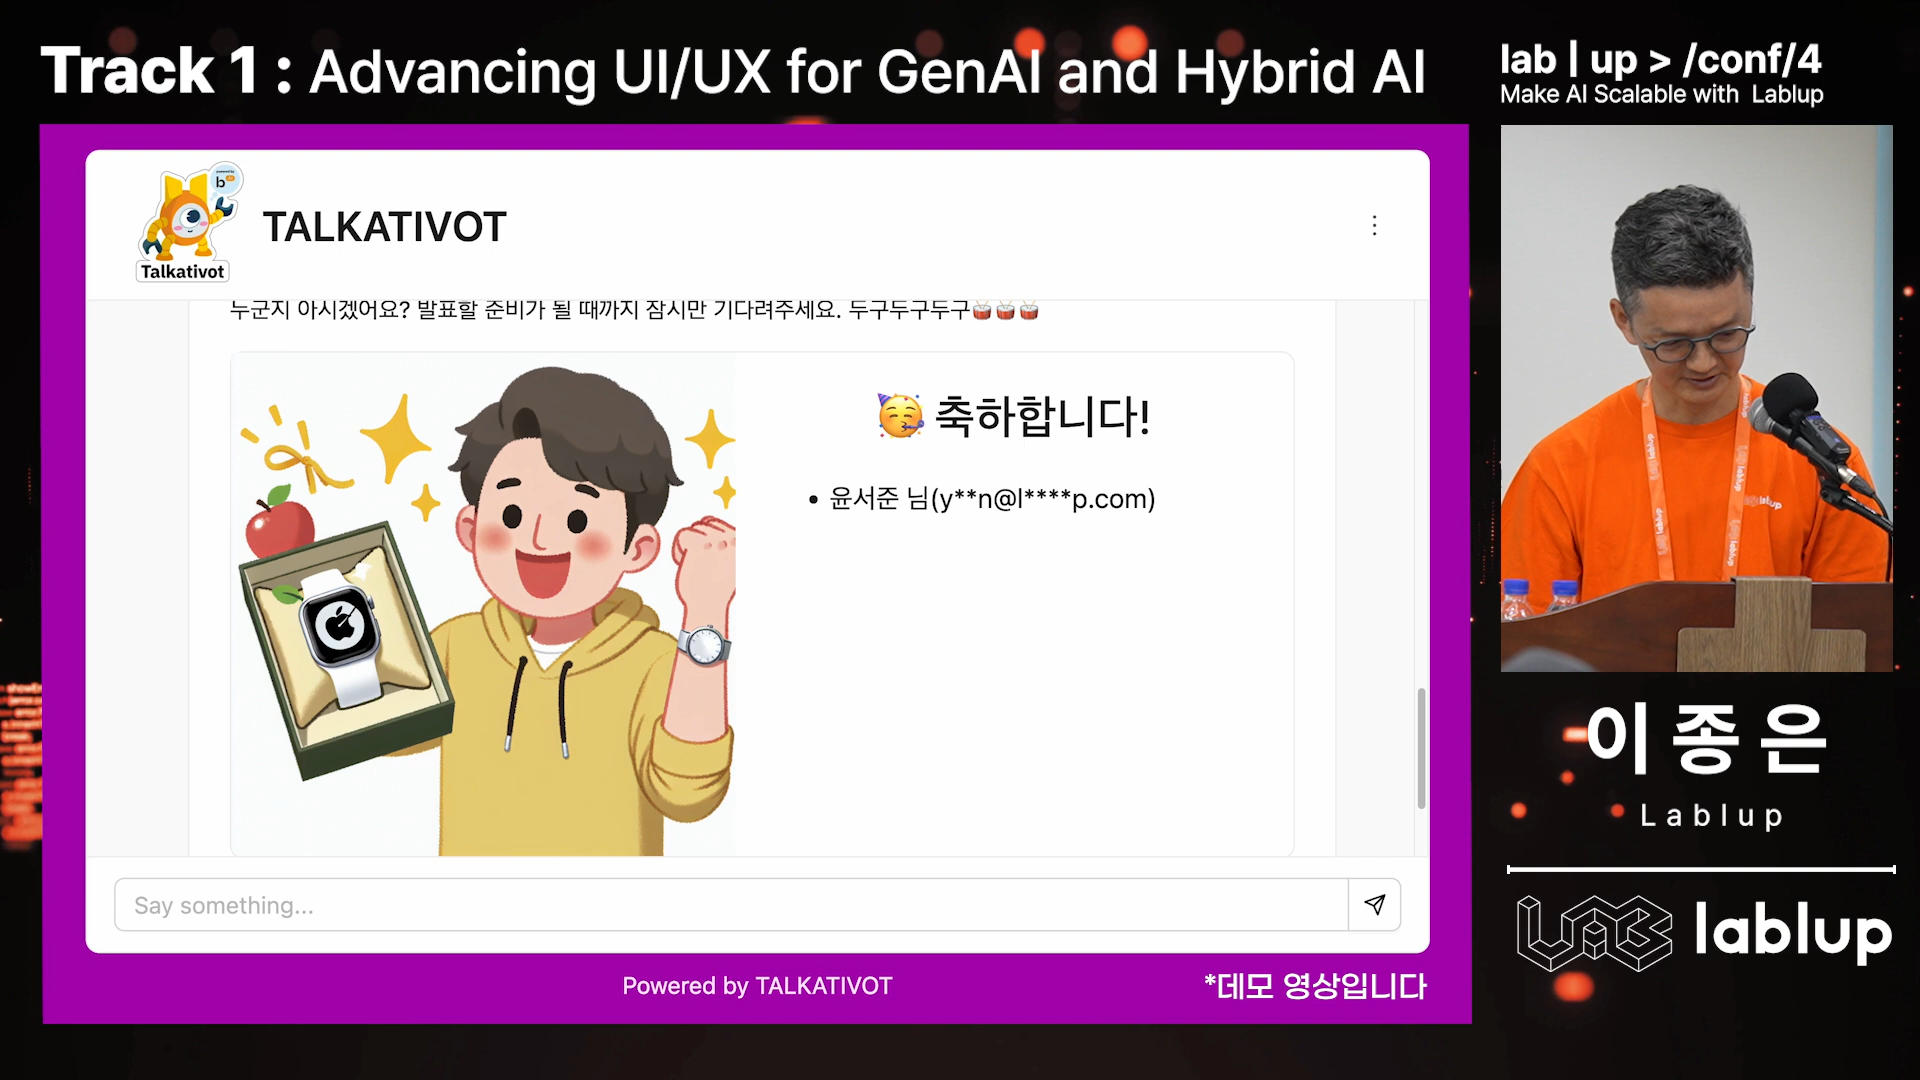 Track 1 : Advancing UI/UX for GenAI and Hybrid AI
lab | up > /conf/4
Make AI Scalable with Lablup
Talkativot
TALKATIVOT
누군지 아시겠어요? 발표할 준비가 될 때까지 잠시만 기다려주세요. 두구두구두구🥁🥁🥁
🥳 축하합니다!
• 윤서준 님(y**n@l****p.com)
Say something...
Powered by TALKATIVOT
*데모 영상입니다
이종은
Lablup
LAB lablup